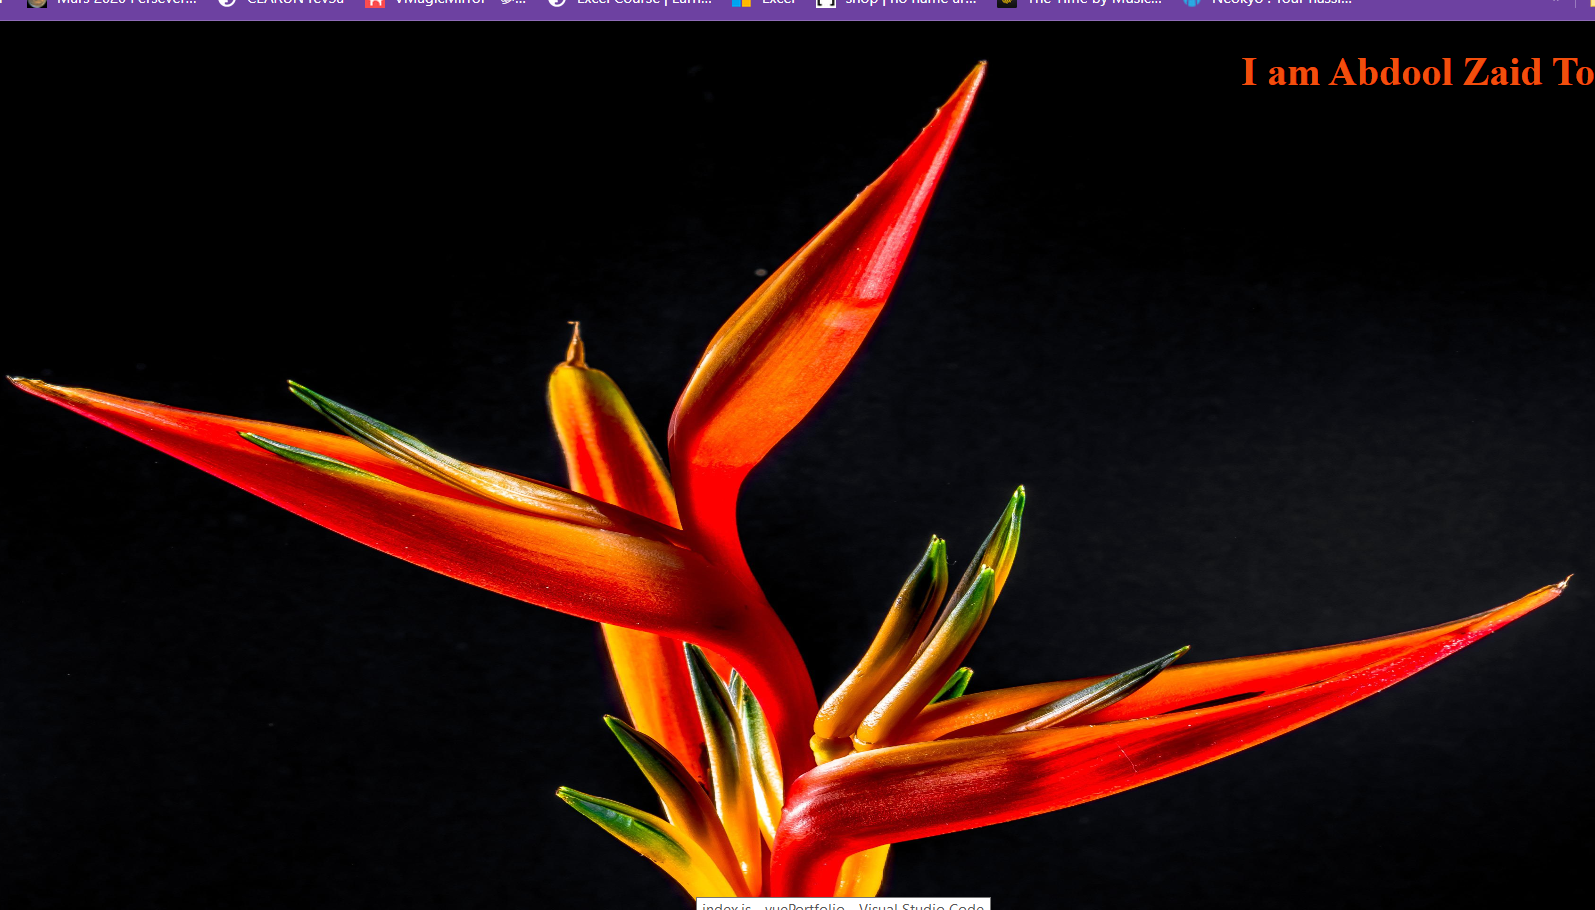 Mars 2020 Persever... CLARON rev5a VMagicMirror Excel Course | Earn... Excel shop | no name ar... The Time by Music... Neokyo : Your hassl...
I am Abdool Zaid To
index.js - vuePortfolio - Visual Studio Code